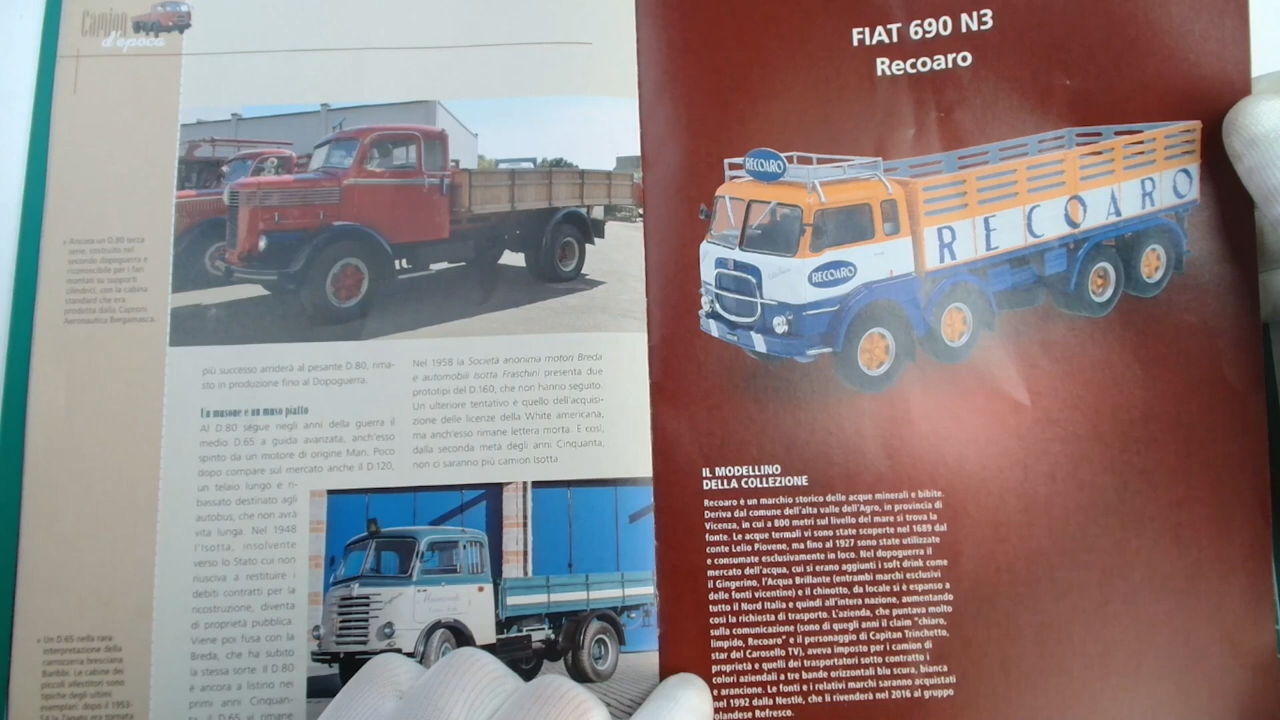 Camion
d'epoca
» Ancora un D.80 terza
serie, costruito nel
secondo dopoguerra e
riconoscibile per i fari
montati su supporti
cilindrici, con la cabina
standard che era
prodotta dalla Caproni
Aeronautica Bergamasca.
più successo arriderà al pesante D.80, rima-
sto in produzione fino al Dopoguerra.
Un musone e un muso piatto
Al D.80 segue negli anni della guerra il
medio D.65 a guida avanzata, anch'esso
spinto da un motore di origine Man. Poco
dopo compare sul mercato anche il D.120,
un telaio lungo e ri-
bassato destinato agli
autobus, che non avrà
vita lunga. Nel 1948
l'Isotta, insolvente
verso lo Stato cui non
riusciva a restituire i
debiti contratti per la
ricostruzione, diventa
di proprietà pubblica.
Viene poi fusa con la
Breda, che ha subito
la stessa sorte. Il D.80
è ancora a listino nei
primi anni Cinquan-
ta, il D.65 vi rimane
Nel 1958 la Società anonima motori Breda
e automobili Isotta Fraschini presenta due
prototipi del D.160, che non hanno seguito.
Un ulteriore tentativo è quello dell'acquisi-
zione delle licenze della White americana,
ma anch'esso rimane lettera morta. E così,
dalla seconda metà degli anni Cinquanta,
non ci saranno più camion Isotta.
» Un D.65 nella rara
interpretazione della
carrozzeria bresciana
Baribbi. Le cabine dei
piccoli allestitori sono
tipiche degli ultimi
esemplari: dopo il 1953-
54 la Zagato era tornata
FIAT 690 N3
Recoaro
RECOARO
RECOARO
RECOARO
IL MODELLINO
DELLA COLLEZIONE
Recoaro è un marchio storico delle acque minerali e bibite.
Deriva dal comune dell'alta valle dell'Agro, in provincia di
Vicenza, in cui a 800 metri sul livello del mare si trova la
fonte. Le acque termali vi sono state scoperte nel 1689 dal
conte Lelio Piovene, ma fino al 1927 sono state utilizzate
e consumate esclusivamente in loco. Nel dopoguerra il
mercato dell'acqua, cui si erano aggiunti i soft drink come
il Gingerino, l'Acqua Brillante (entrambi marchi esclusivi
delle fonti vicentine) e il chinotto, da locale si è espanso a
tutto il Nord Italia e quindi all'intera nazione, aumentando
così la richiesta di trasporto. L'azienda, che puntava molto
sulla comunicazione (sono di quegli anni il claim "chiaro,
limpido, Recoaro" e il personaggio di Capitan Trinchetto,
star del Carosello TV), aveva imposto per i camion di
proprietà e quelli dei trasportatori sotto contratto i
colori aziendali a tre bande orizzontali blu scura, bianca
e arancione. Le fonti e i relativi marchi saranno acquistati
nel 1992 dalla Nestlé, che li rivenderà nel 2016 al gruppo
olandese Refresco.